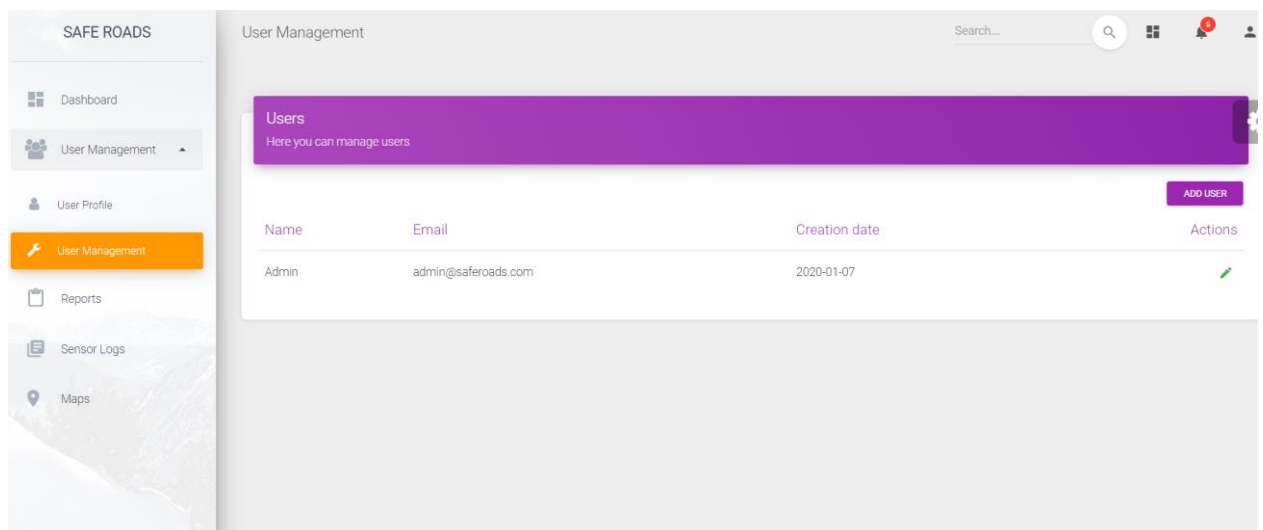 SAFE ROADS
Dashboard
User Management
User Profile
User Management
Reports
Sensor Logs
Maps
User Management
Search...
5
Users
Here you can manage users
ADD USER
Name Email Creation date Actions
Admin admin@saferoads.com 2020-01-07